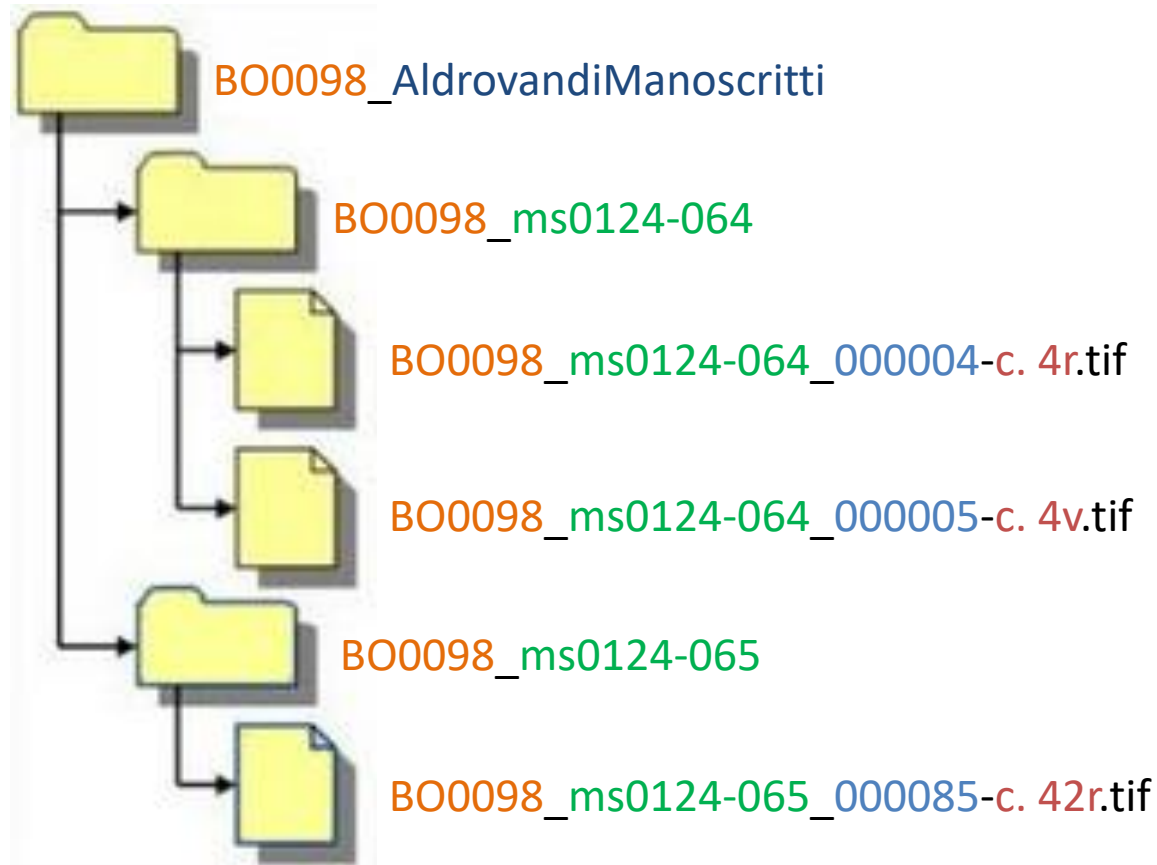 BO0098_AldrovandiManoscritti
BO0098_ms0124-064
BO0098_ms0124-064_000004-c. 4r.tif
BO0098_ms0124-064_000005-c. 4v.tif
BO0098_ms0124-065
BO0098_ms0124-065_000085-c. 42r.tif